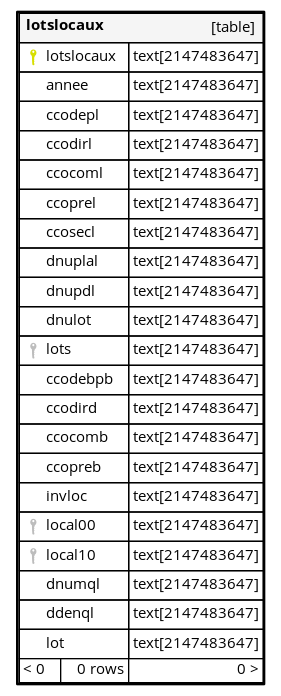 lotslocaux [table]
lotslocaux text[2147483647]
annee text[2147483647]
ccodepl text[2147483647]
ccodirl text[2147483647]
ccocoml text[2147483647]
ccoprel text[2147483647]
ccosecl text[2147483647]
dnuplal text[2147483647]
dnupdl text[2147483647]
dnulot text[2147483647]
lots text[2147483647]
ccodebpb text[2147483647]
ccodird text[2147483647]
ccocomb text[2147483647]
ccopreb text[2147483647]
invloc text[2147483647]
local00 text[2147483647]
local10 text[2147483647]
dnumql text[2147483647]
ddenql text[2147483647]
lot text[2147483647]
< 0 0 rows 0 >